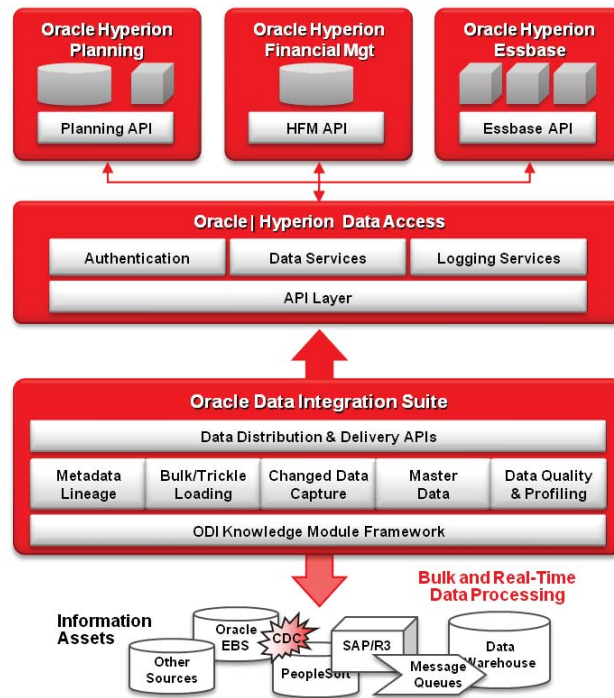 Oracle Hyperion
Planning
Planning API
Oracle Hyperion
Financial Mgt
HFM API
Oracle Hyperion
Essbase
Essbase API
Oracle | Hyperion Data Access
Authentication
Data Services
Logging Services
API Layer
Oracle Data Integration Suite
Data Distribution & Delivery APIs
Metadata
Lineage
Bulk/Trickle
Loading
Changed Data
Capture
Master
Data
Data Quality
& Profiling
ODI Knowledge Module Framework
Bulk and Real-Time
Data Processing
Information
Assets
Other
Sources
Oracle
EBS
CDC
PeopleSoft
SAP/R3
Message
Queues
Data
Warehouse